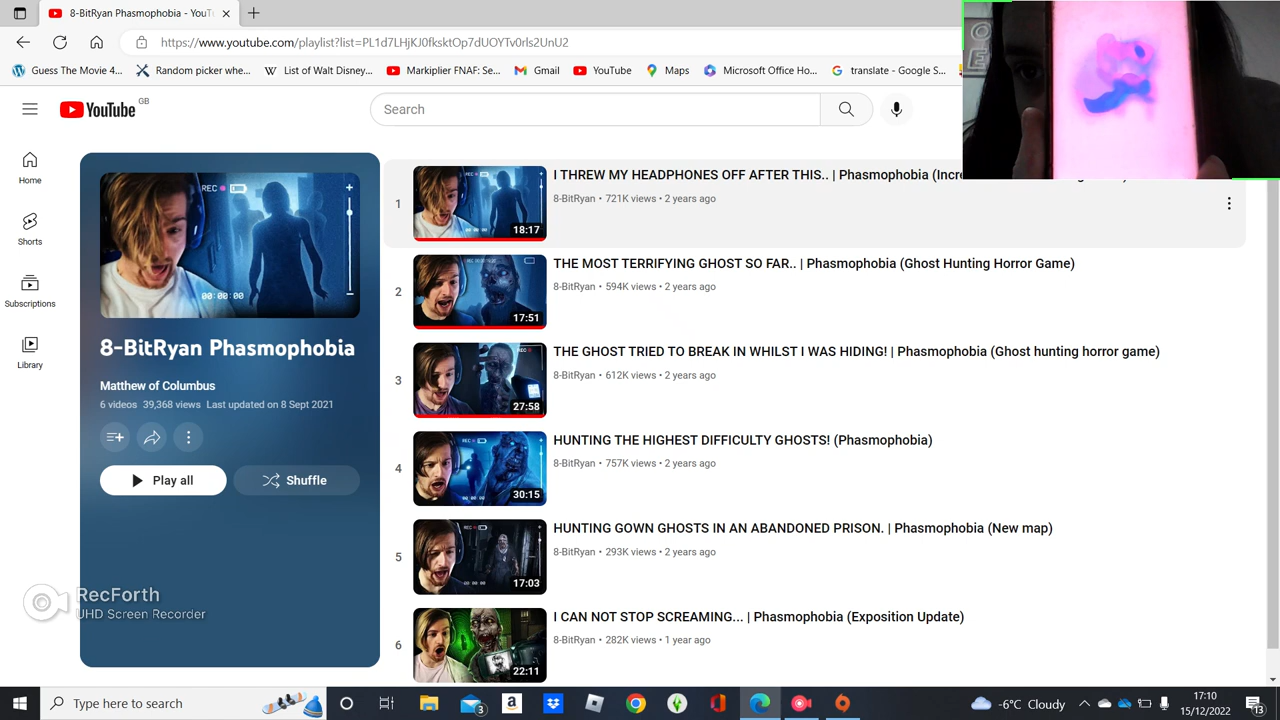 8-BitRyan Phasmophobia - YouT
https://www.youtube.com/playlist?list=PL1d7LHjKJ0fksktOp7dUOYTv0rls2UnU2
Guess The Movie 4...
Random picker whe...
List of Walt Disney...
Markiplier FNAF: Se...
Gmail
YouTube
Maps
Microsoft Office Ho...
translate - Google S...
YouTube GB
Search
Home
Shorts
Subscriptions
Library
REC
00:00:00
8-BitRyan Phasmophobia
Matthew of Columbus
6 videos 39,368 views Last updated on 8 Sept 2021
Play all
Shuffle
1
18:17
I THREW MY HEADPHONES OFF AFTER THIS.. | Phasmophobia
8-BitRyan • 721K views • 2 years ago
2
17:51
THE MOST TERRIFYING GHOST SO FAR.. | Phasmophobia (Ghost Hunting Horror Game)
8-BitRyan • 594K views • 2 years ago
3
27:58
THE GHOST TRIED TO BREAK IN WHILST I WAS HIDING! | Phasmophobia (Ghost hunting horror game)
8-BitRyan • 612K views • 2 years ago
4
30:15
HUNTING THE HIGHEST DIFFICULTY GHOSTS! (Phasmophobia)
8-BitRyan • 757K views • 2 years ago
5
17:03
HUNTING GOWN GHOSTS IN AN ABANDONED PRISON. | Phasmophobia (New map)
8-BitRyan • 293K views • 2 years ago
6
22:11
I CAN NOT STOP SCREAMING... | Phasmophobia (Exposition Update)
8-BitRyan • 282K views • 1 year ago
RecForth
UHD Screen Recorder
Type here to search
3
-6°C Cloudy
17:10
15/12/2022
13